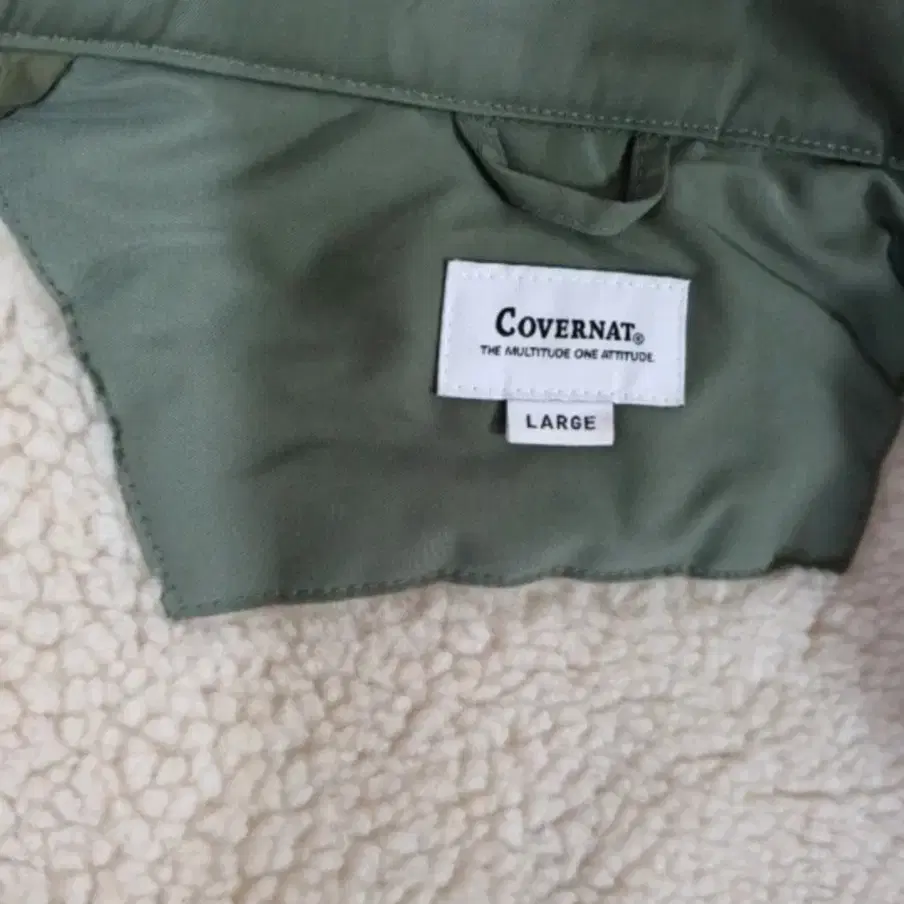 COVERNAT®
THE MULTITUDE ONE ATTITUDE
LARGE